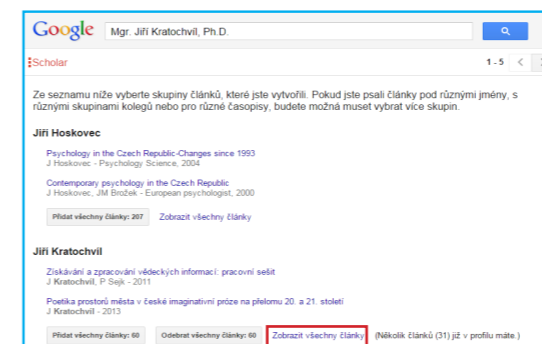 Google Mgr. Jiří Kratochvíl, Ph.D.
Scholar 1 - 5 <
Ze seznamu níže vyberte skupiny článků, které jste vytvořili. Pokud jste psali články pod různými jmény, s
různými skupinami kolegů nebo pro různé časopisy, budete možná muset vybrat více skupin.
Jiří Hoskovec
Psychology in the Czech Republic-Changes since 1993
J Hoskovec - Psychology Science, 2004
Contemporary psychology in the Czech Republic
J Hoskovec, JM Brožek - European psychologist, 2000
Přidat všechny články: 207 Zobrazit všechny články
Jiří Kratochvil
Získávání a zpracování vědeckých informací: pracovní sešit
J Kratochvíl, P Sejk - 2011
Poetika prostorů města v české imaginativní próze na přelomu 20. a 21. století
J Kratochvil - 2013
Přidat všechny články: 60 Odebrat všechny články: 60 Zobrazit všechny články (Několik článků (31) již v profilu máte.)